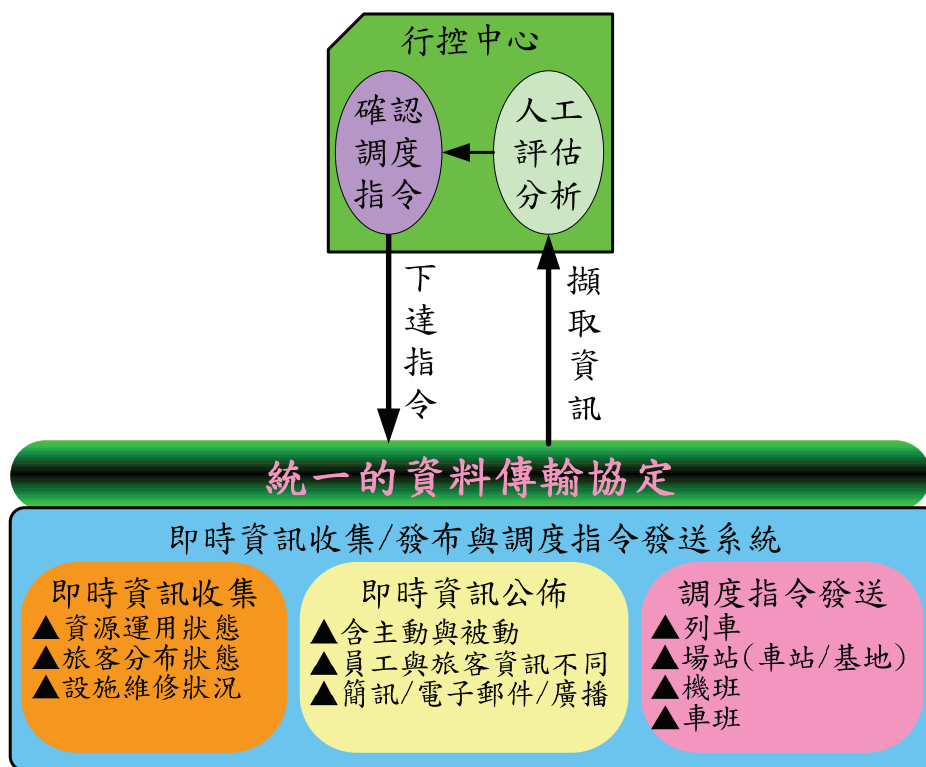 行控中心
確認
調度
指令
人工
評估
分析
下達指令
擷取資訊
統一的資料傳輸協定
即時資訊收集/發布與調度指令發送系統
即時資訊收集
▲資源運用狀態
▲旅客分布狀態
▲設施維修狀況
即時資訊公佈
▲含主動與被動
▲員工與旅客資訊不同
▲簡訊/電子郵件/廣播
調度指令發送
▲列車
▲場站(車站/基地)
▲機班
▲車班